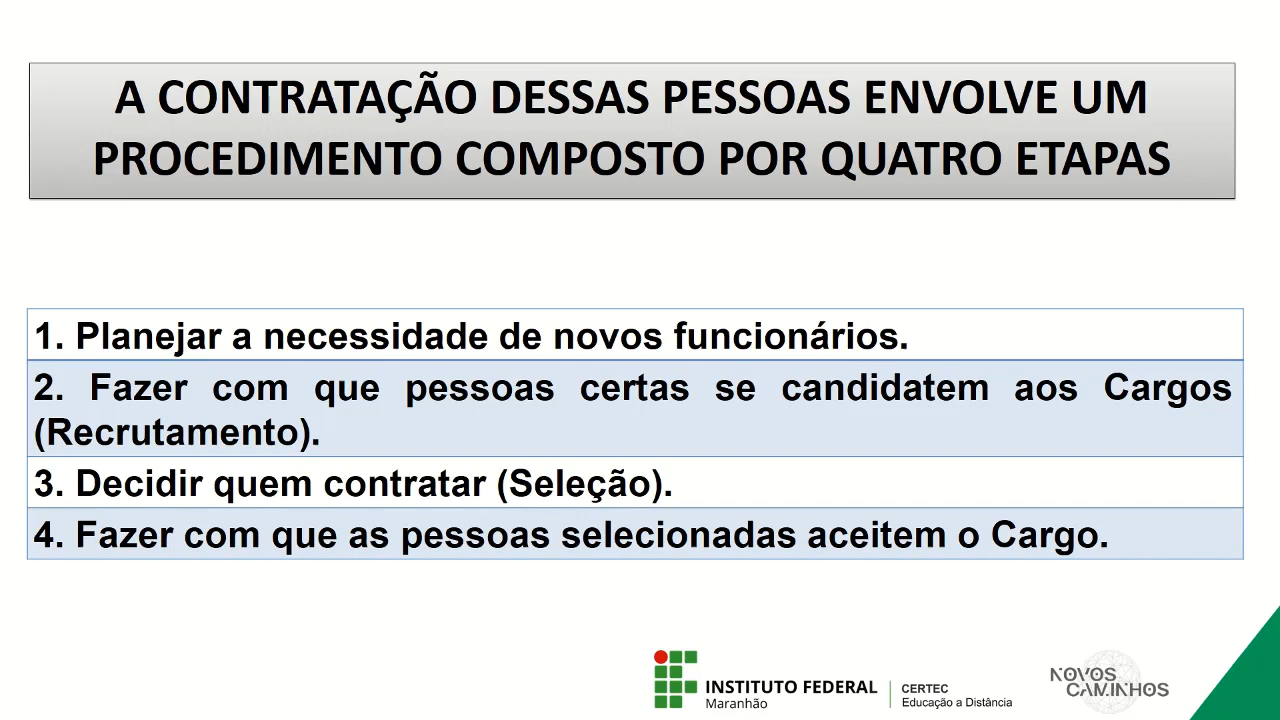 A CONTRATAÇÃO DESSAS PESSOAS ENVOLVE UM
PROCEDIMENTO COMPOSTO POR QUATRO ETAPAS
1. Planejar a necessidade de novos funcionários.
2. Fazer com que pessoas certas se candidatem aos Cargos
(Recrutamento).
3. Decidir quem contratar (Seleção).
4. Fazer com que as pessoas selecionadas aceitem o Cargo.
INSTITUTO FEDERAL
Maranhão
CERTEC
Educação a Distância
NOVOS
CAMINHOS